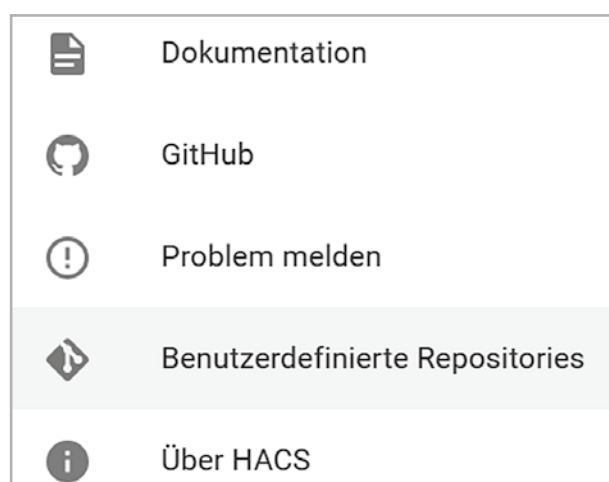 Dokumentation
GitHub
Problem melden
Benutzerdefinierte Repositories
Über HACS